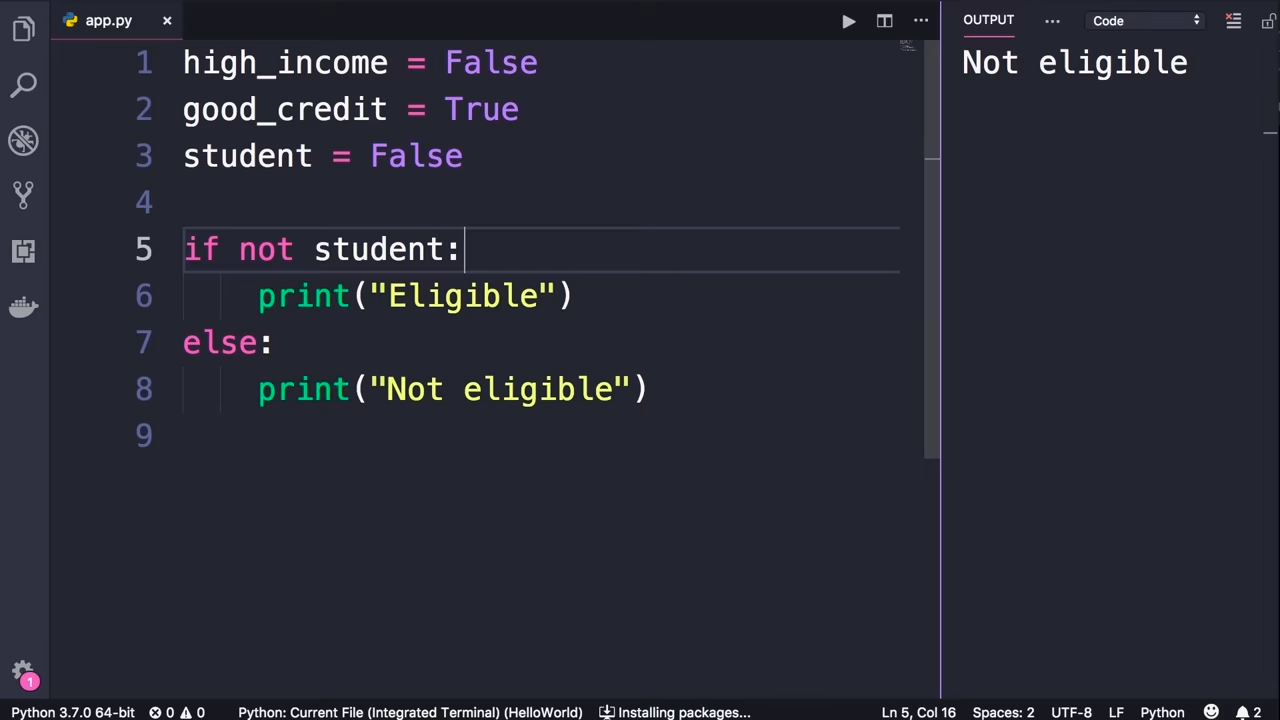 app.py
OUTPUT
Code
1 high_income = False
2 good_credit = True
3 student = False
4
5 if not student:
6     print("Eligible")
7 else:
8     print("Not eligible")
9
Not eligible
1
Python 3.7.0 64-bit 0 0 Python: Current File (Integrated Terminal) (HelloWorld) Installing packages... Ln 5, Col 16 Spaces: 2 UTF-8 LF Python 2